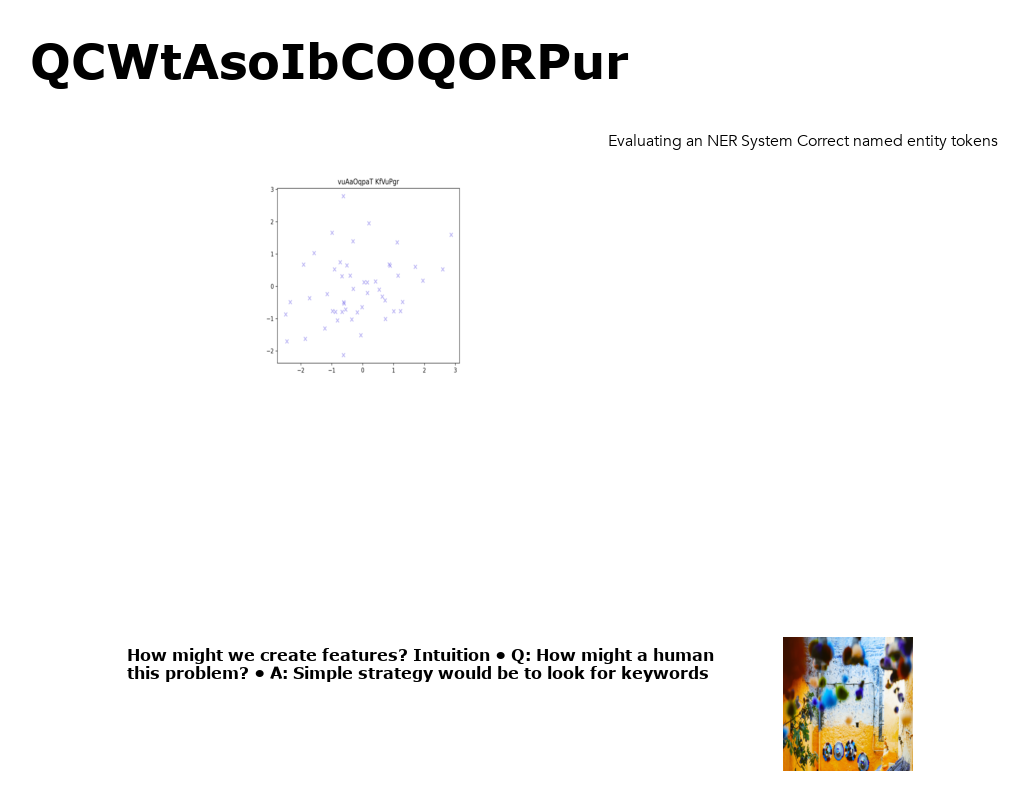 QCWtAsoIbCOQORPur
Evaluating an NER System Correct named entity tokens
vuAaOqpaT KfVuPgr
3
2
1
0
−1
−2
−2 −1 0 1 2 3
How might we create features? Intuition ● Q: How might a human
this problem? ● A: Simple strategy would be to look for keywords